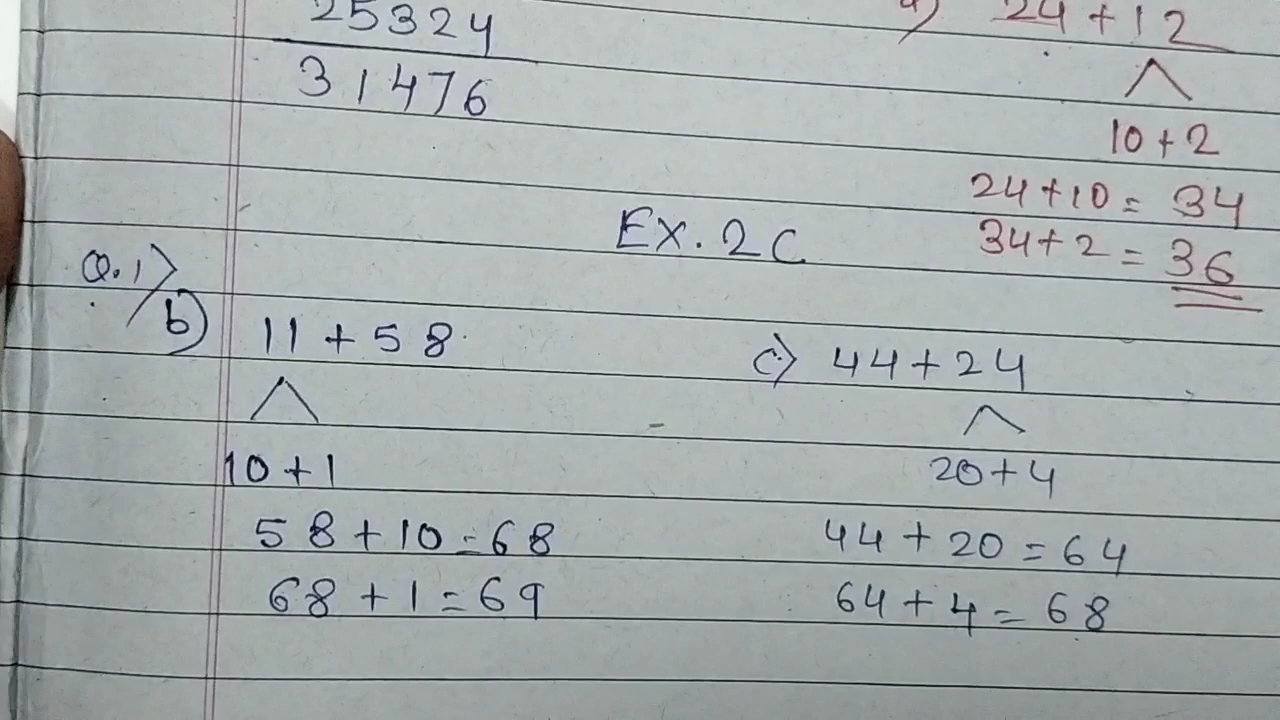 25324
31476
a) 24 + 12
10 + 2
24 + 10 = 34
34 + 2 = 36
Ex. 2C
Q.1>
b) 11 + 58
10 + 1
58 + 10 = 68
68 + 1 = 69
c> 44 + 24
20 + 4
44 + 20 = 64
64 + 4 = 68